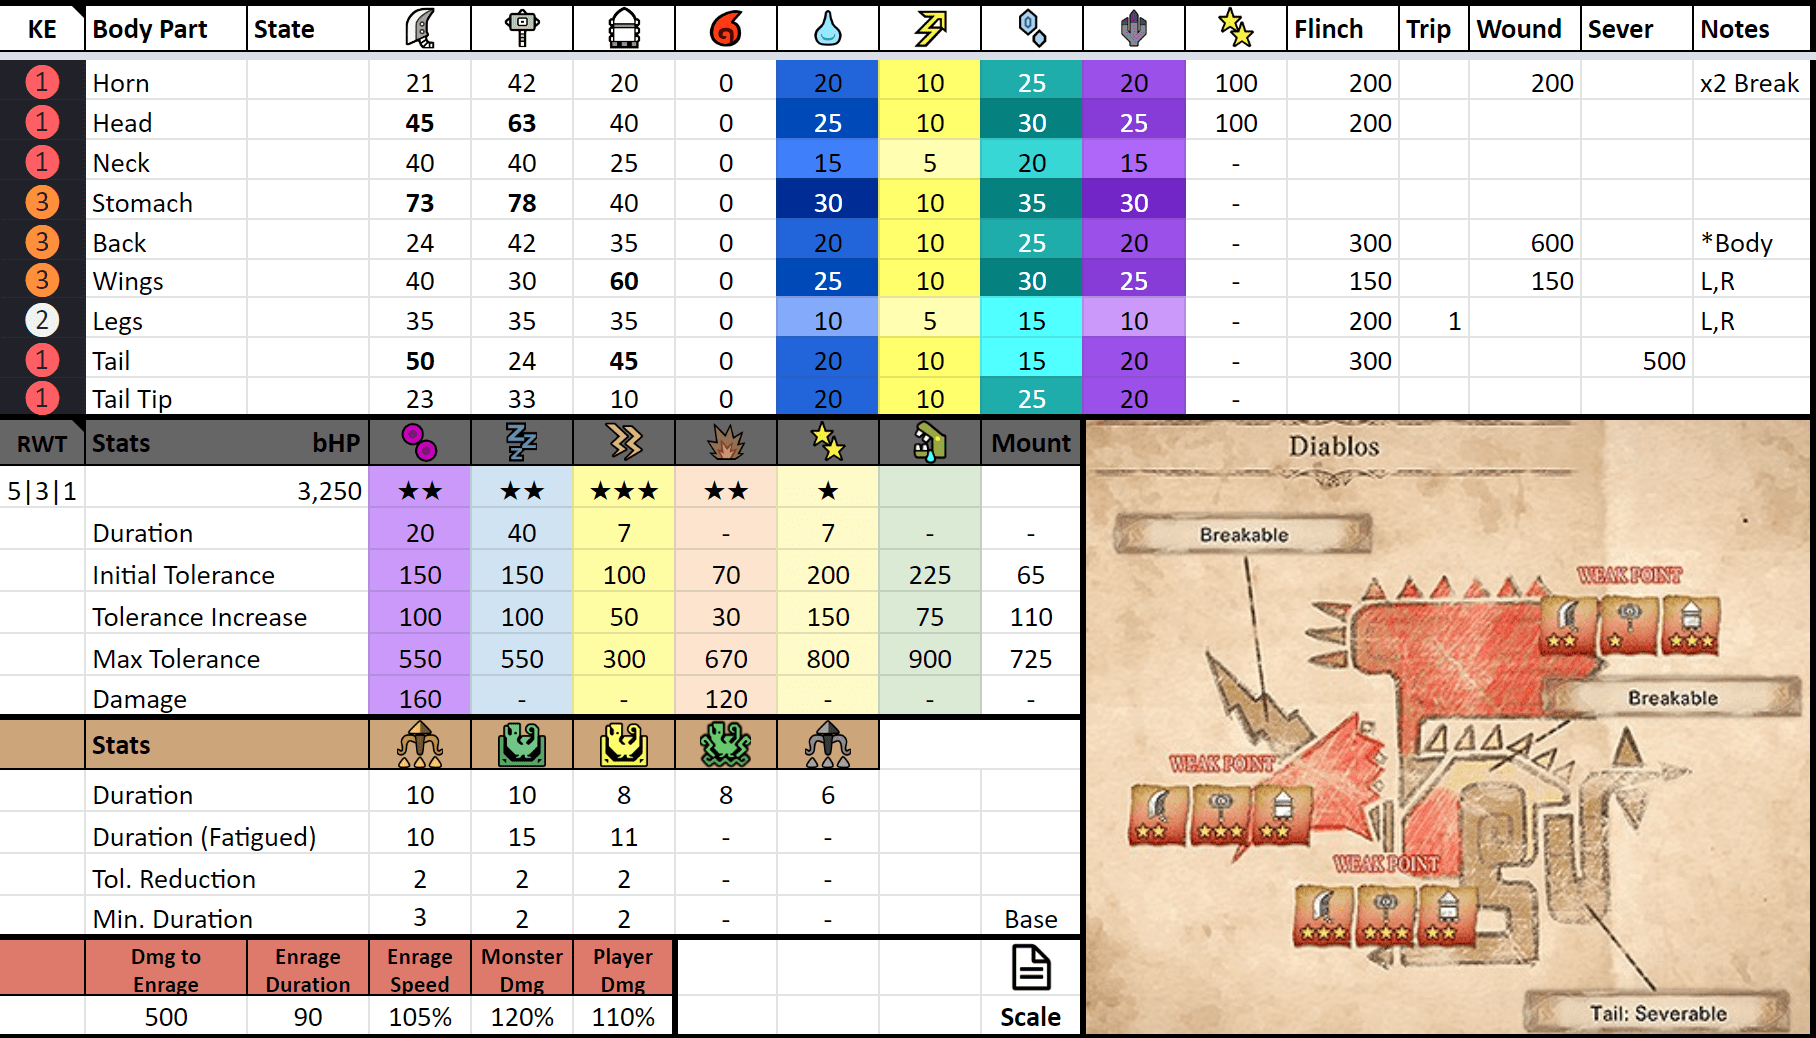 KE Body Part State Flinch Trip Wound Sever Notes
1 Horn 21 42 20 0 20 10 25 20 100 200 200 x2 Break
1 Head 45 63 40 0 25 10 30 25 100 200
1 Neck 40 40 25 0 15 5 20 15 -
3 Stomach 73 78 40 0 30 10 35 30 -
3 Back 24 42 35 0 20 10 25 20 - 300 600 *Body
3 Wings 40 30 60 0 25 10 30 25 - 150 150 L,R
2 Legs 35 35 35 0 10 5 15 10 - 200 1 L,R
1 Tail 50 24 45 0 20 10 15 20 - 300 500
1 Tail Tip 23 33 10 0 20 10 25 20 -
RWT Stats bHP Mount
5|3|1 3,250 ★★ ★★ ★★★ ★★ ★
Duration 20 40 7 - 7 - -
Initial Tolerance 150 150 100 70 200 225 65
Tolerance Increase 100 100 50 30 150 75 110
Max Tolerance 550 550 300 670 800 900 725
Damage 160 - - 120 - - -
Stats
Duration 10 10 8 8 6
Duration (Fatigued) 10 15 11 - -
Tol. Reduction 2 2 2 - -
Min. Duration 3 2 2 - - Base
Dmg to Enrage Enrage Monster Player
Enrage Duration Speed Dmg Dmg
500 90 105% 120% 110% Scale
Diablos
Breakable
WEAK POINT
Breakable
WEAK POINT
WEAK POINT
Tail: Severable